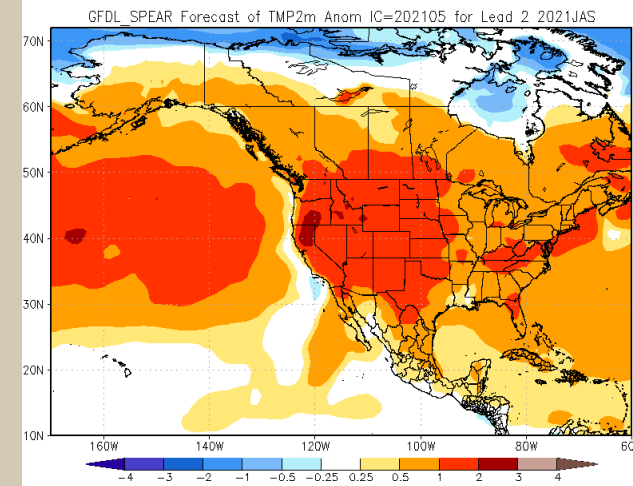 GFDL_SPEAR Forecast of TMP2m Anom IC=202105 for Lead 2 2021JAS
70N
60N
50N
40N
30N
20N
10N
160W 140W 120W 100W 80W 60
-4 -3 -2 -1 -0.5 -0.25 0.25 0.5 1 2 3 4